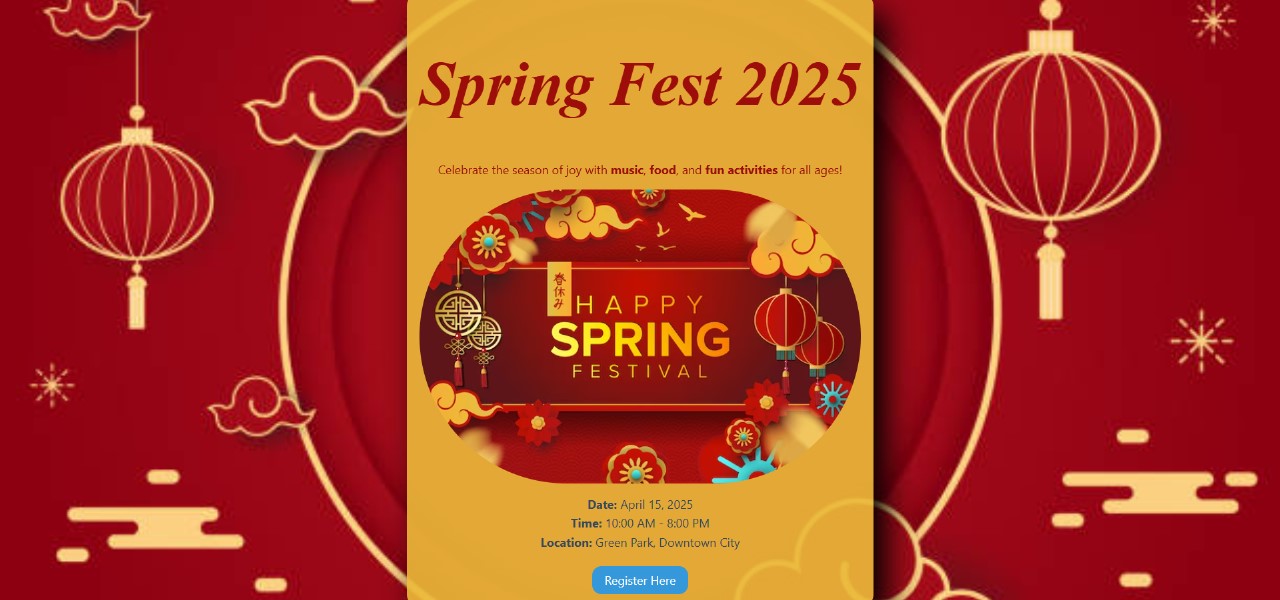 Spring Fest 2025
Celebrate the season of joy with music, food, and fun activities for all ages!
春休み
HAPPY
SPRING
FESTIVAL
Date: April 15, 2025
Time: 10:00 AM - 8:00 PM
Location: Green Park, Downtown City
Register Here